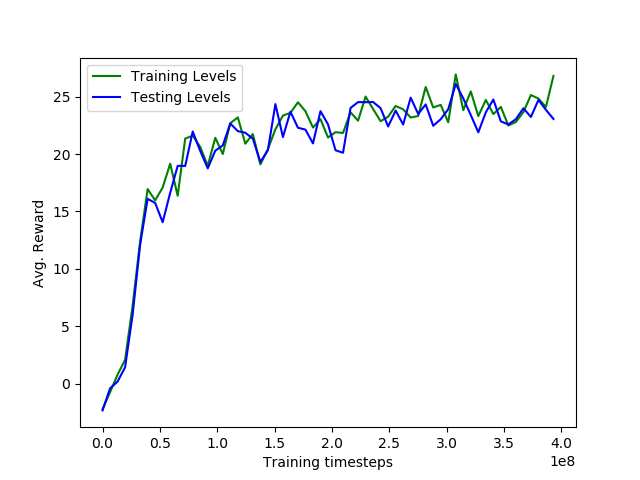 Training Levels
Testing Levels
25
20
15
10
5
0
Avg. Reward
0.0 0.5 1.0 1.5 2.0 2.5 3.0 3.5 4.0
1e8
Training timesteps